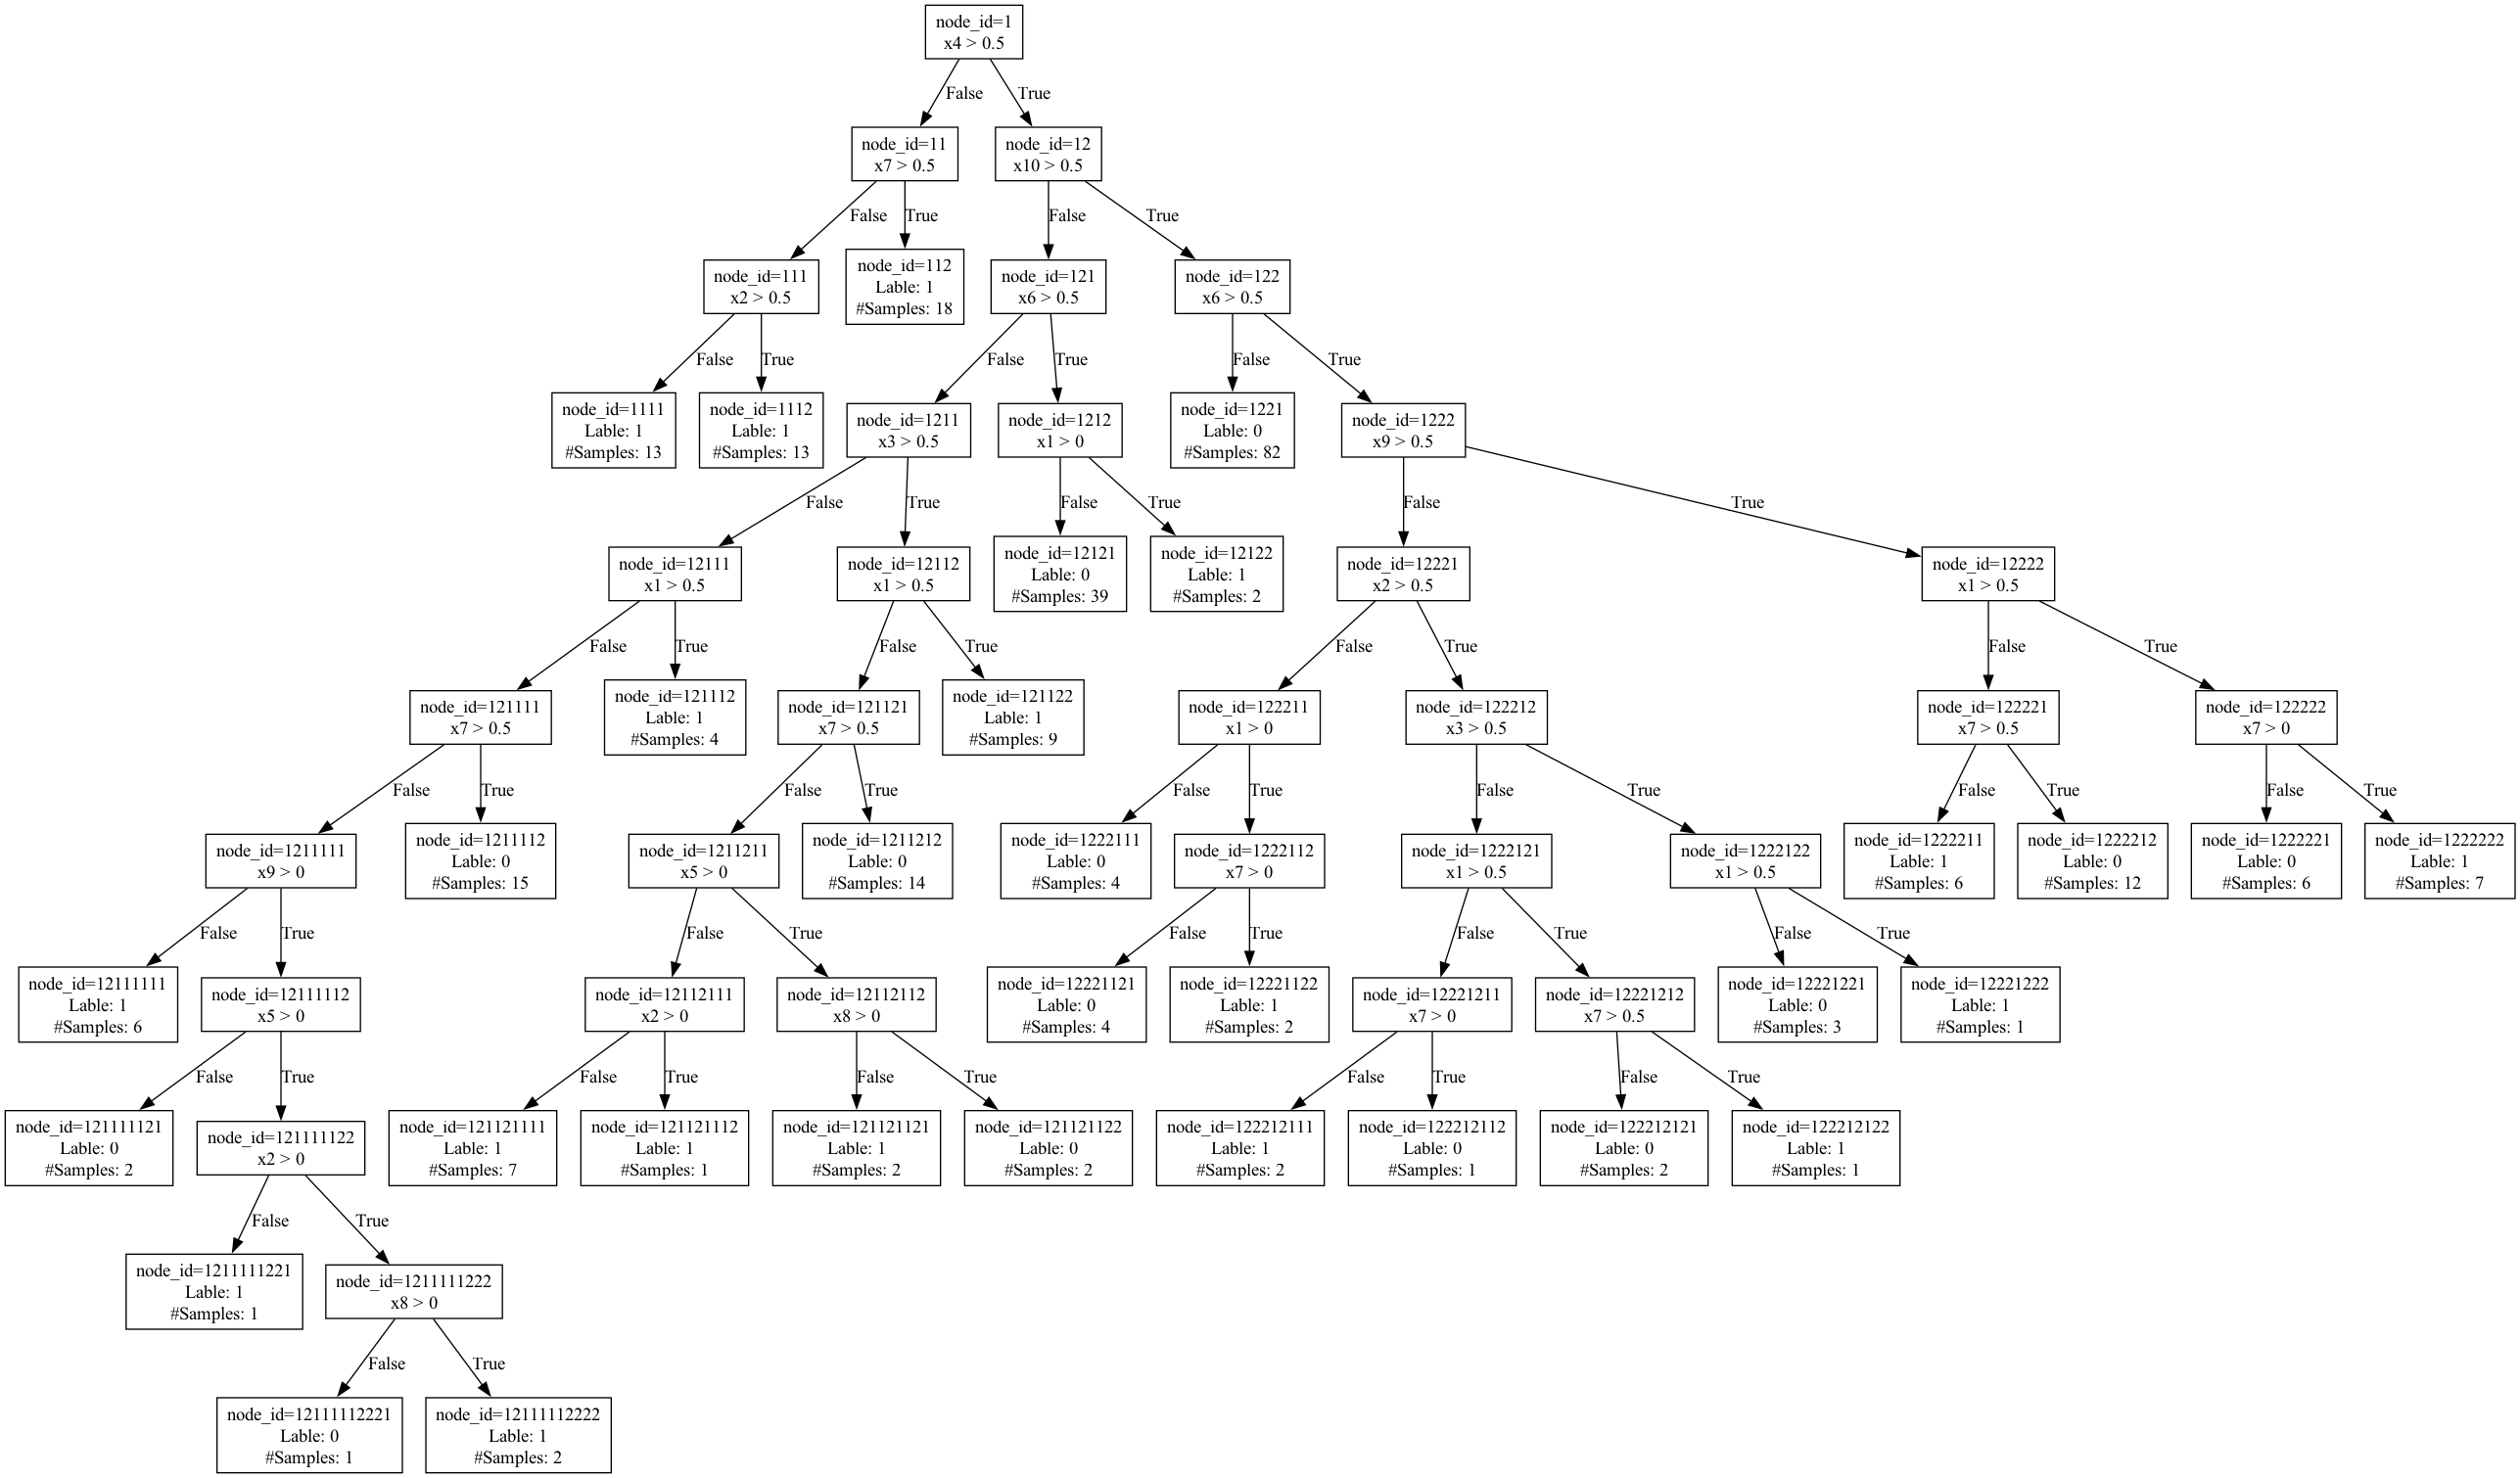 node_id=1
x4 > 0.5
False
True
node_id=11
x7 > 0.5
node_id=12
x10 > 0.5
False
True
False
True
node_id=111
x2 > 0.5
node_id=112
Lable: 1
#Samples: 18
node_id=121
x6 > 0.5
node_id=122
x6 > 0.5
False
True
False
True
False
True
node_id=1111
Lable: 1
#Samples: 13
node_id=1112
Lable: 1
#Samples: 13
node_id=1211
x3 > 0.5
node_id=1212
x1 > 0
node_id=1221
Lable: 0
#Samples: 82
node_id=1222
x9 > 0.5
False
True
False
True
False
True
node_id=12111
x1 > 0.5
node_id=12112
x1 > 0.5
node_id=12121
Lable: 0
#Samples: 39
node_id=12122
Lable: 1
#Samples: 2
node_id=12221
x2 > 0.5
node_id=12222
x1 > 0.5
False
True
False
True
False
True
False
True
node_id=121111
x7 > 0.5
node_id=121112
Lable: 1
#Samples: 4
node_id=121121
x7 > 0.5
node_id=121122
Lable: 1
#Samples: 9
node_id=122211
x1 > 0
node_id=122212
x3 > 0.5
node_id=122221
x7 > 0.5
node_id=122222
x7 > 0
False
True
False
True
False
True
False
True
False
True
False
True
node_id=1211111
x9 > 0
node_id=1211112
Lable: 0
#Samples: 15
node_id=1211211
x5 > 0
node_id=1211212
Lable: 0
#Samples: 14
node_id=1222111
Lable: 0
#Samples: 4
node_id=1222112
x7 > 0
node_id=1222121
x1 > 0.5
node_id=1222122
x1 > 0.5
node_id=1222211
Lable: 1
#Samples: 6
node_id=1222212
Lable: 0
#Samples: 12
node_id=1222221
Lable: 0
#Samples: 6
node_id=1222222
Lable: 1
#Samples: 7
False
True
False
True
False
True
False
True
False
True
node_id=12111111
Lable: 1
#Samples: 6
node_id=12111112
x5 > 0
node_id=12112111
x2 > 0
node_id=12112112
x8 > 0
node_id=12221121
Lable: 0
#Samples: 4
node_id=12221122
Lable: 1
#Samples: 2
node_id=12221211
x7 > 0
node_id=12221212
x7 > 0.5
node_id=12221221
Lable: 0
#Samples: 3
node_id=12221222
Lable: 1
#Samples: 1
False
True
False
True
False
True
False
True
False
True
node_id=121111121
Lable: 0
#Samples: 2
node_id=121111122
x2 > 0
node_id=121121111
Lable: 1
#Samples: 7
node_id=121121112
Lable: 1
#Samples: 1
node_id=121121121
Lable: 1
#Samples: 2
node_id=121121122
Lable: 0
#Samples: 2
node_id=122212111
Lable: 1
#Samples: 2
node_id=122212112
Lable: 0
#Samples: 1
node_id=122212121
Lable: 0
#Samples: 2
node_id=122212122
Lable: 1
#Samples: 1
False
True
node_id=1211111221
Lable: 1
#Samples: 1
node_id=1211111222
x8 > 0
False
True
node_id=12111112221
Lable: 0
#Samples: 1
node_id=12111112222
Lable: 1
#Samples: 2